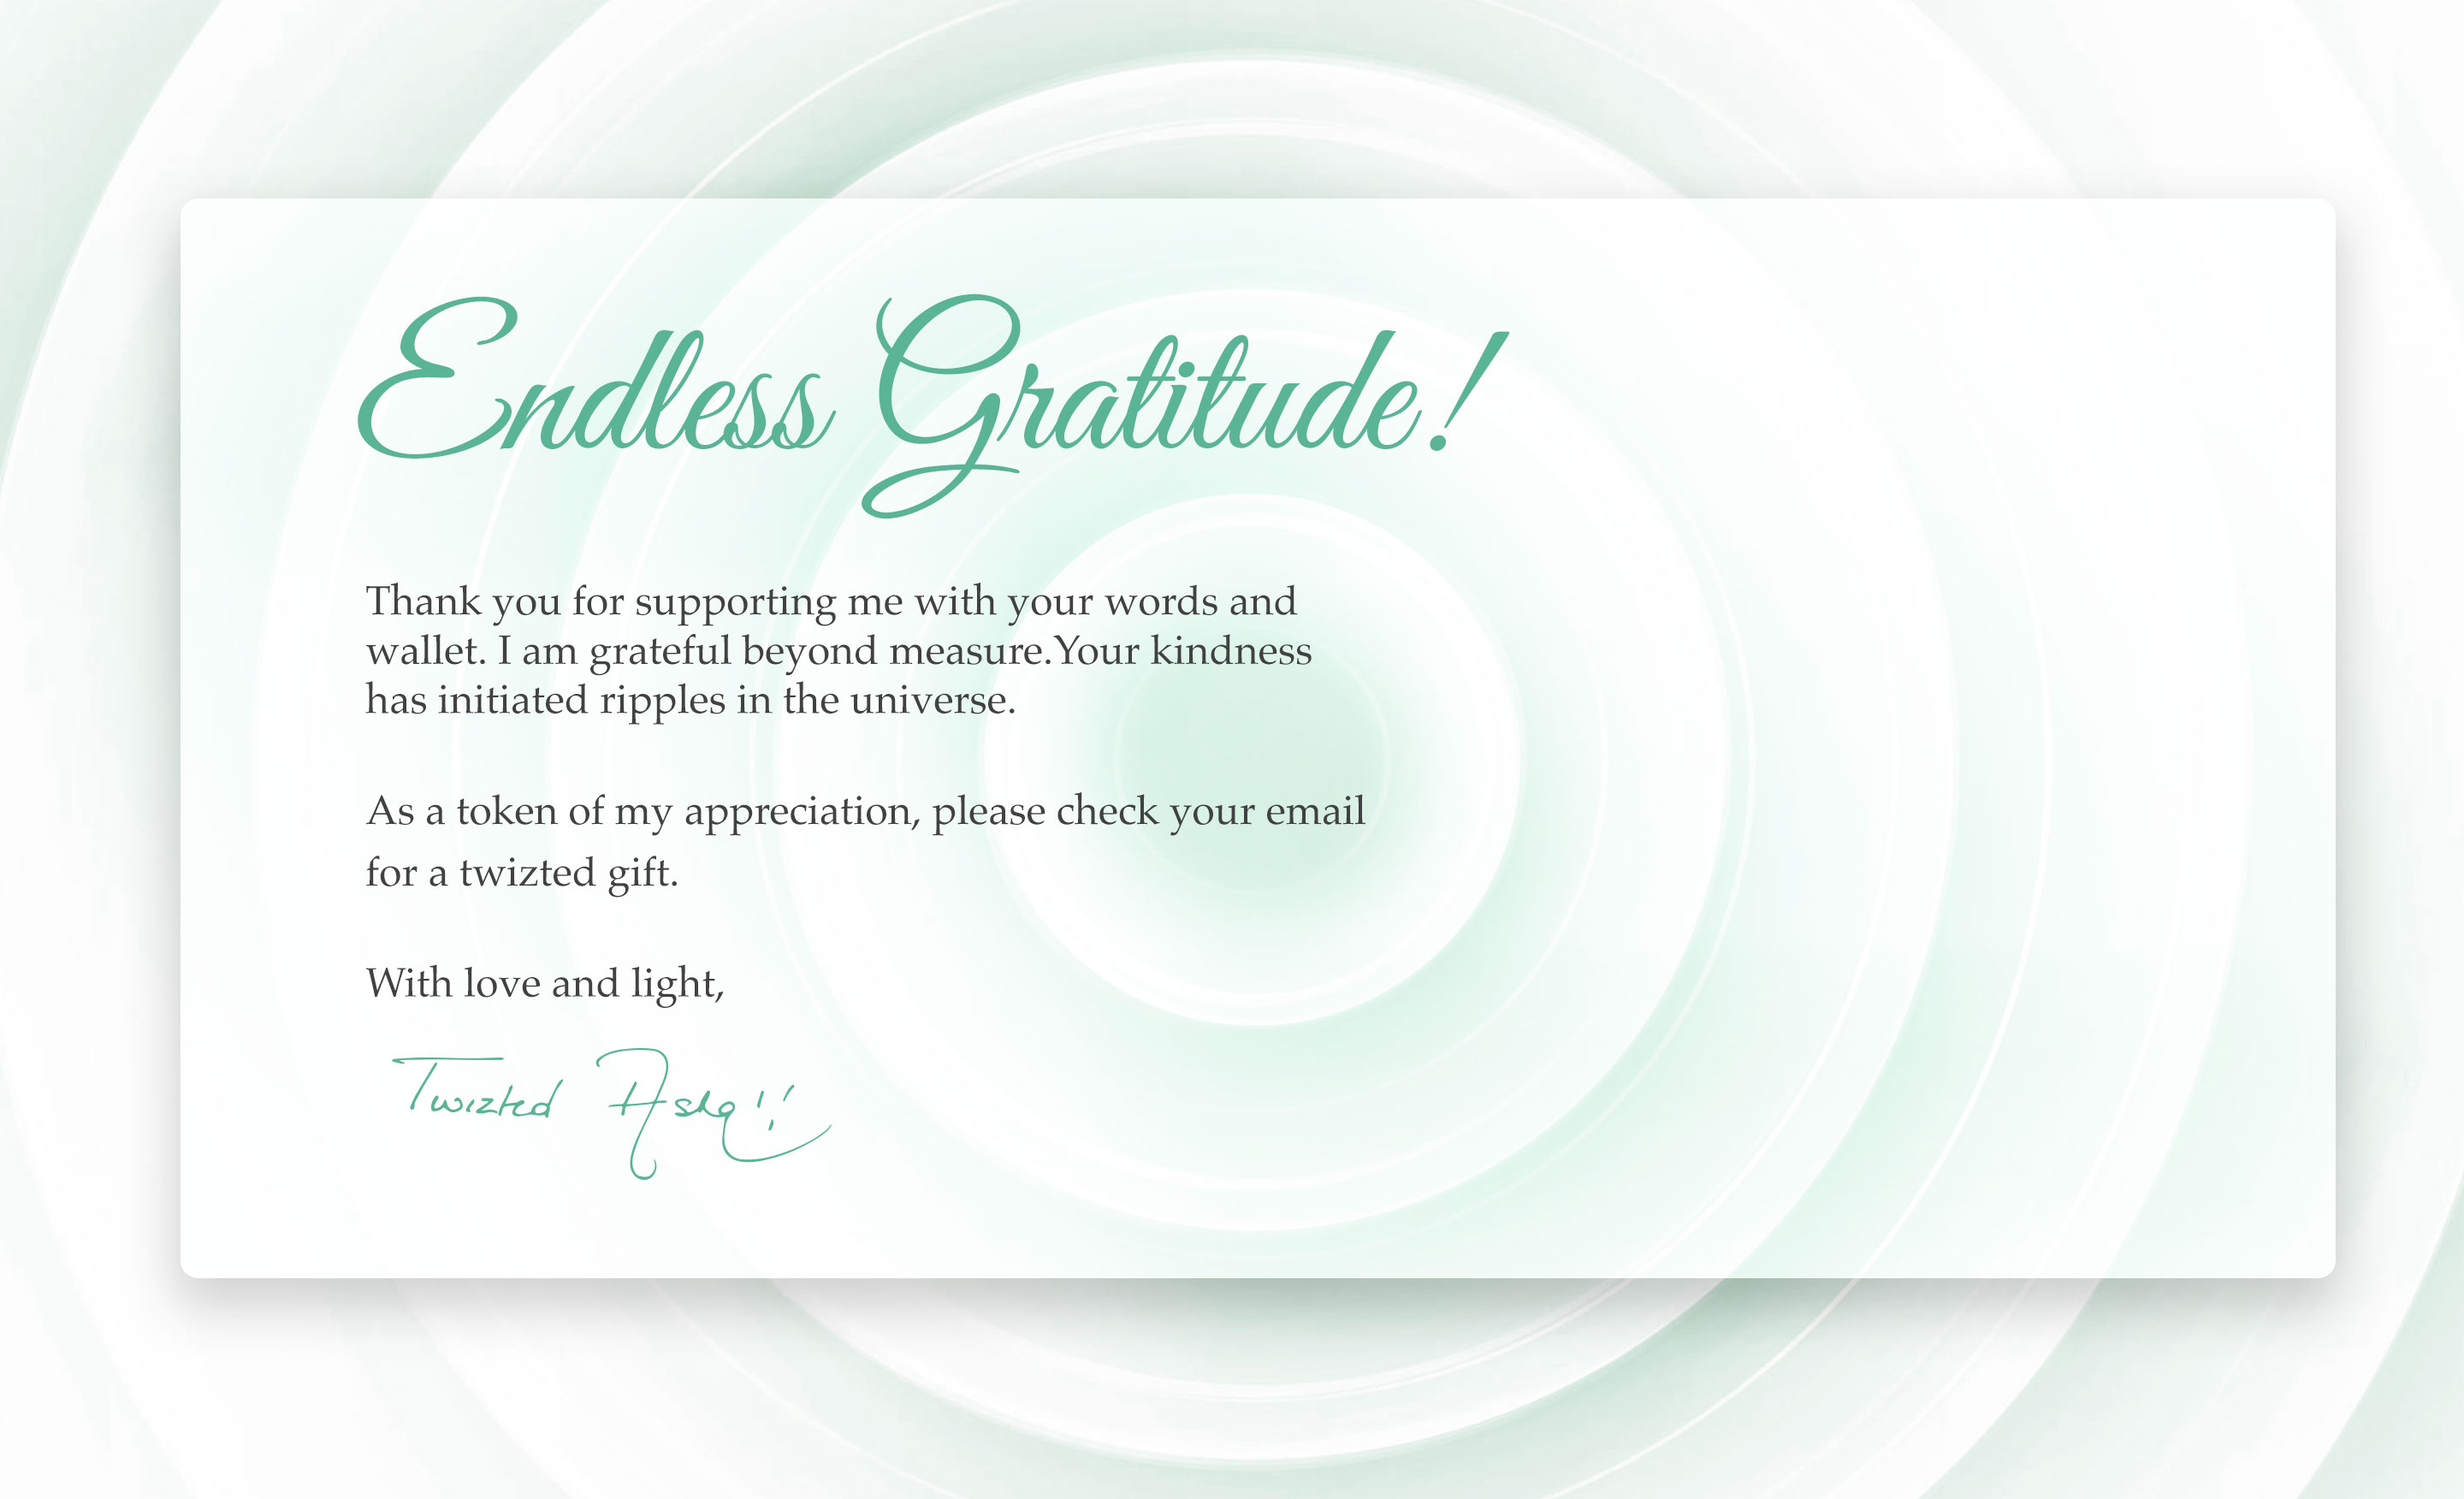 Endless Gratitude!
Thank you for supporting me with your words and
wallet. I am grateful beyond measure.Your kindness
has initiated ripples in the universe.
As a token of my appreciation, please check your email
for a twizted gift.
With love and light,
Twizted